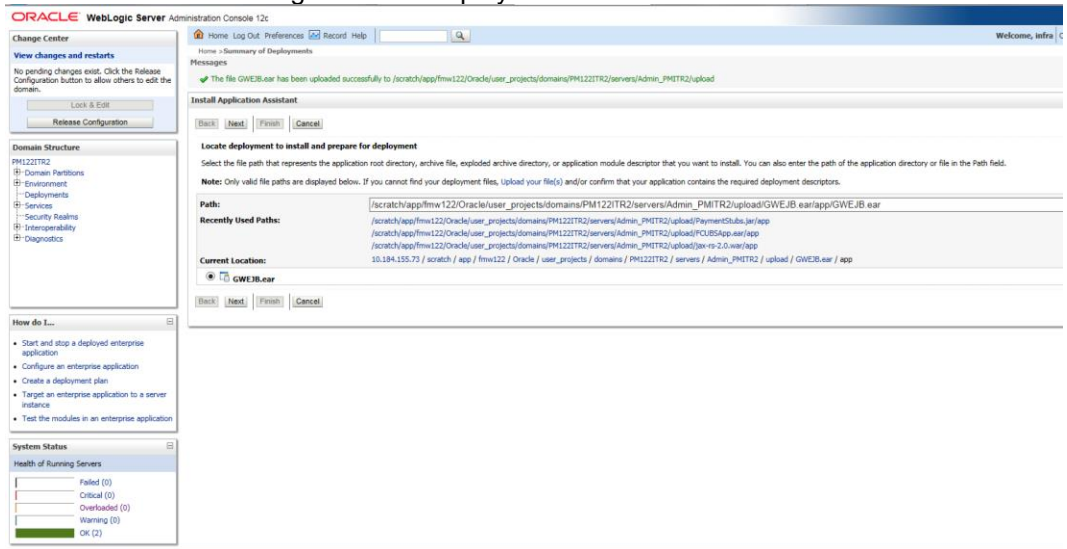 ORACLE WebLogic Server Administration Console 12c
Change Center
View changes and restarts
No pending changes exist. Click the Release
Configuration button to allow others to edit the
domain.
Lock & Edit
Release Configuration
Domain Structure
PM122ITR2
Domain Partitions
Environment
Deployments
Services
Security Realms
Interoperability
Diagnostics
How do I...
Start and stop a deployed enterprise
application
Configure an enterprise application
Create a deployment plan
Target an enterprise application to a server
instance
Test the modules in an enterprise application
System Status
Health of Running Servers
Failed (0)
Critical (0)
Overloaded (0)
Warning (0)
OK (2)
Home Log Out Preferences Record Help
Welcome, infra
Home >Summary of Deployments
Messages
The file GWEJB.ear has been uploaded successfully to /scratch/app/fmw122/Oracle/user_projects/domains/PM122ITR2/servers/Admin_PMITR2/upload
Install Application Assistant
Back Next Finish Cancel
Locate deployment to install and prepare for deployment
Select the file path that represents the application root directory, archive file, exploded archive directory, or application module descriptor that you want to install. You can also enter the path of the application directory or file in the Path field.
Note: Only valid file paths are displayed below. If you cannot find your deployment files, Upload your file(s) and/or confirm that your application contains the required deployment descriptors.
Path: /scratch/app/fmw122/Oracle/user_projects/domains/PM122ITR2/servers/Admin_PMITR2/upload/GWEJB.ear/app/GWEJB.ear
Recently Used Paths: /scratch/app/fmw122/Oracle/user_projects/domains/PM122ITR2/servers/Admin_PMITR2/upload/PaymentStubs.jar/app
/scratch/app/fmw122/Oracle/user_projects/domains/PM122ITR2/servers/Admin_PMITR2/upload/FCUBSApp.ear/app
/scratch/app/fmw122/Oracle/user_projects/domains/PM122ITR2/servers/Admin_PMITR2/upload/jax-rs-2.0.war/app
Current Location: 10.184.155.73 / scratch / app / fmw122 / Oracle / user_projects / domains / PM122ITR2 / servers / Admin_PMITR2 / upload / GWEJB.ear / app
GWEJB.ear
Back Next Finish Cancel